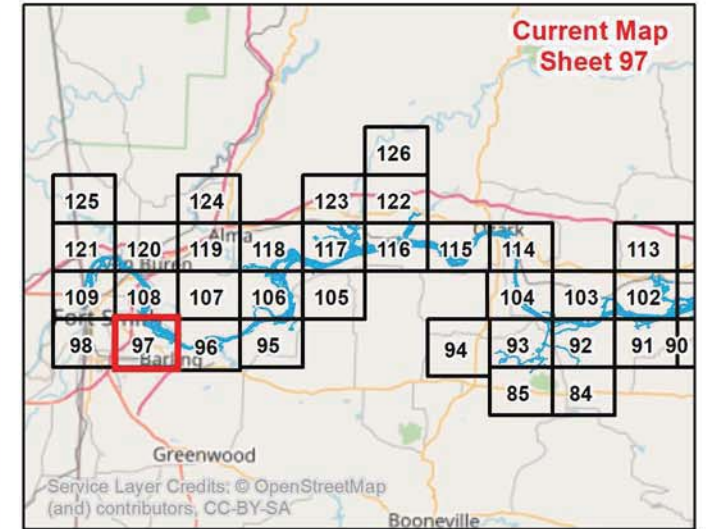 Current Map
Sheet 97
126
125 124 123 122
121 120 119 118 117 116 115 114 113
Alma
Ozark
Van Buren
109 108 107 106 105 104 103 102
Fort Smith
98 97 96 95 94 93 92 91 90
Barling
85 84
Greenwood
Service Layer Credits: © OpenStreetMap
(and) contributors, CC-BY-SA
Booneville